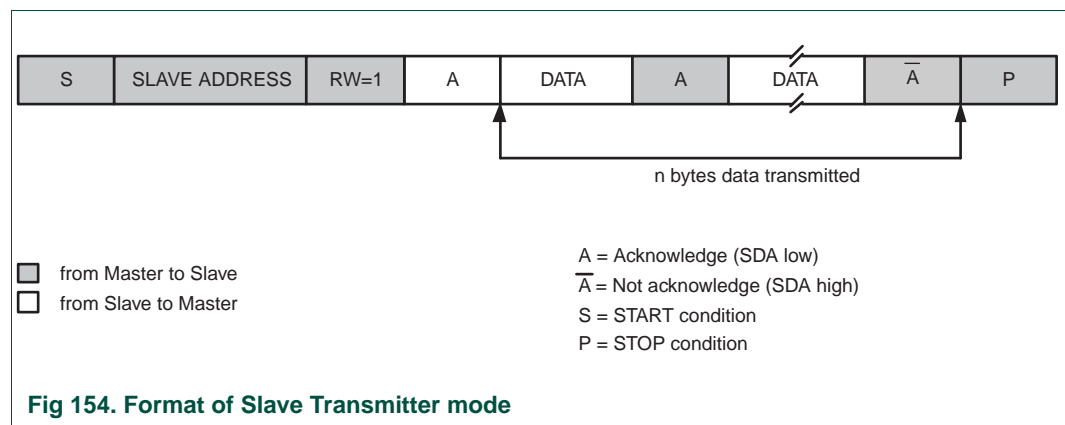 S SLAVE ADDRESS RW=1 A DATA A DATA A̅ P
n bytes data transmitted
from Master to Slave
from Slave to Master
A = Acknowledge (SDA low)
A̅ = Not acknowledge (SDA high)
S = START condition
P = STOP condition
Fig 154. Format of Slave Transmitter mode